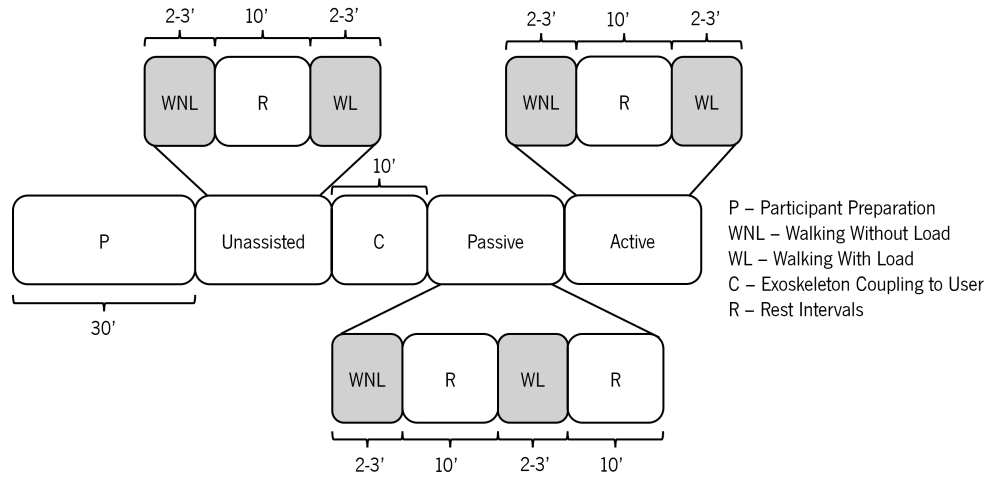 2-3’ 10’ 2-3’
2-3’ 10’ 2-3’
WNL R WL
WNL R WL
10’
P Unassisted C Passive Active
P – Participant Preparation
WNL – Walking Without Load
WL – Walking With Load
C – Exoskeleton Coupling to User
R – Rest Intervals
30’
WNL R WL R
2-3’ 10’ 2-3’ 10’